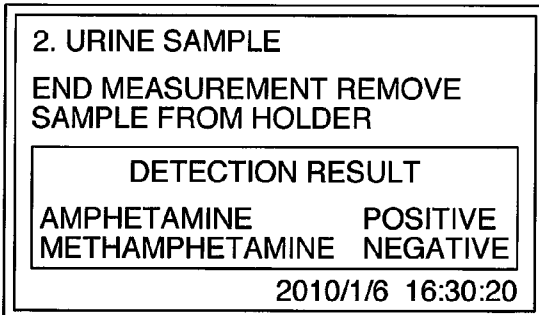 2. URINE SAMPLE
END MEASUREMENT REMOVE
SAMPLE FROM HOLDER
DETECTION RESULT
AMPHETAMINE POSITIVE
METHAMPHETAMINE NEGATIVE
2010/1/6 16:30:20